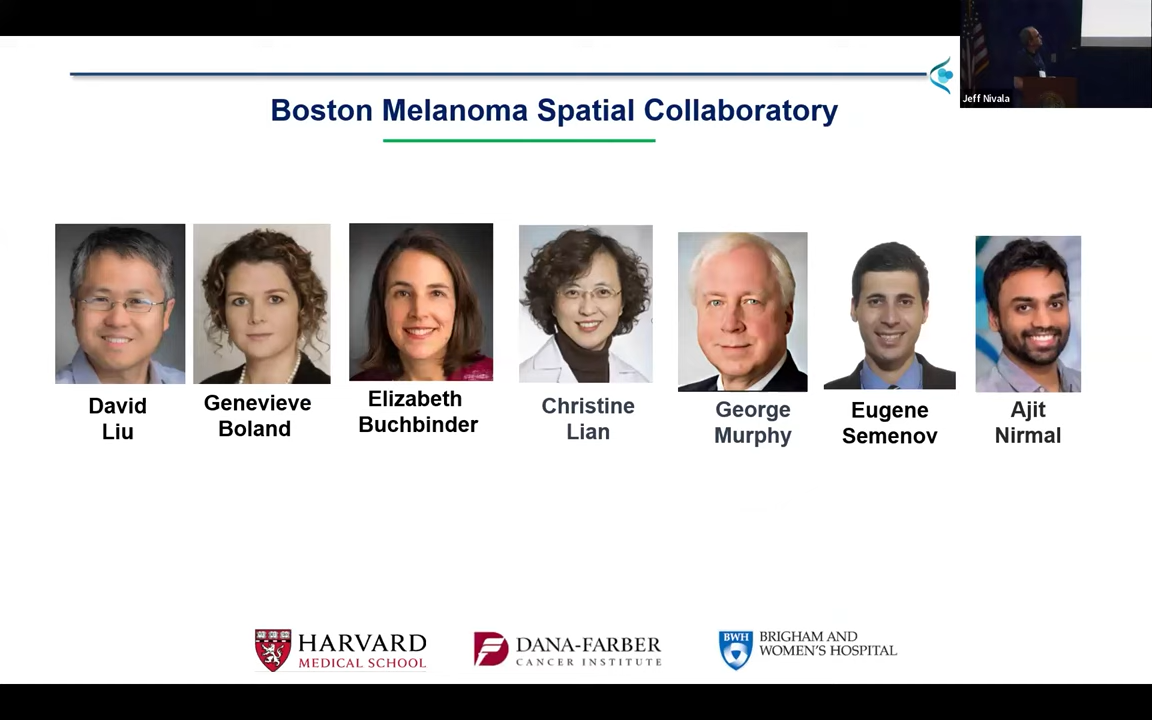 Jeff Nivala
Boston Melanoma Spatial Collaboratory
David
Liu
Genevieve
Boland
Elizabeth
Buchbinder
Christine
Lian
George
Murphy
Eugene
Semenov
Ajit
Nirmal
HARVARD
MEDICAL SCHOOL
DANA-FARBER
CANCER INSTITUTE
BWH
BRIGHAM AND
WOMEN'S HOSPITAL